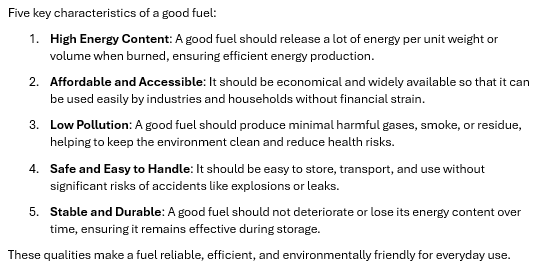 Five key characteristics of a good fuel:
1. High Energy Content: A good fuel should release a lot of energy per unit weight or
volume when burned, ensuring efficient energy production.
2. Affordable and Accessible: It should be economical and widely available so that it can
be used easily by industries and households without financial strain.
3. Low Pollution: A good fuel should produce minimal harmful gases, smoke, or residue,
helping to keep the environment clean and reduce health risks.
4. Safe and Easy to Handle: It should be easy to store, transport, and use without
significant risks of accidents like explosions or leaks.
5. Stable and Durable: A good fuel should not deteriorate or lose its energy content over
time, ensuring it remains effective during storage.
These qualities make a fuel reliable, efficient, and environmentally friendly for everyday use.